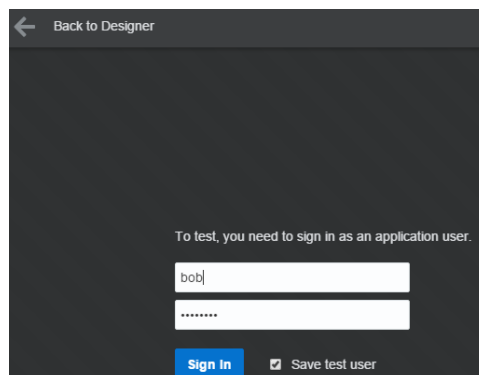 Back to Designer
To test, you need to sign in as an application user.
bob
••••••••
Sign In
Save test user